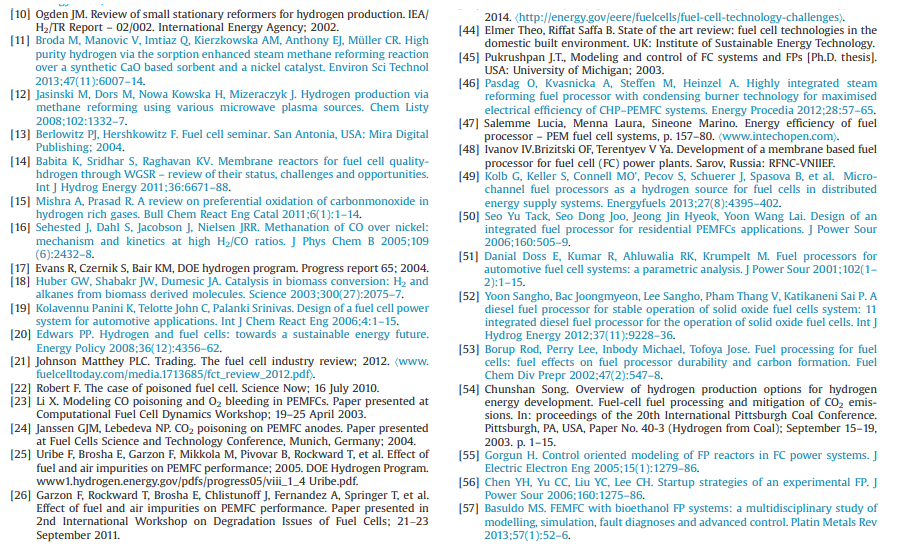 [10] Ogden JM. Review of small stationary reformers for hydrogen production. IEA/
H2/TR Report – 02/002. International Energy Agency; 2002.
[11] Broda M, Manovic V, Imtiaz Q, Kierzkowska AM, Anthony EJ, Müller CR. High
purity hydrogen via the sorption enhanced steam methane reforming reaction
over a synthetic CaO based sorbent and a nickel catalyst. Environ Sci Technol
2013;47(11):6007–14.
[12] Jasinski M, Dors M, Nowa Kowska H, Mizeraczyk J. Hydrogen production via
methane reforming using various microwave plasma sources. Chem Listy
2008;102:1332–7.
[13] Berlowitz PJ, Hershkowitz F. Fuel cell seminar. San Antonia, USA: Mira Digital
Publishing; 2004.
[14] Babita K, Sridhar S, Raghavan KV. Membrane reactors for fuel cell quality-
hdrogen through WGSR – review of their status, challenges and opportunities.
Int J Hydrog Energy 2011;36:6671–88.
[15] Mishra A, Prasad R. A review on preferential oxidation of carbonmonoxide in
hydrogen rich gases. Bull Chem React Eng Catal 2011;6(1):1–14.
[16] Sehested J, Dahl S, Jacobson J, Nielsen JRR. Methanation of CO over nickel:
mechanism and kinetics at high H2/CO ratios. J Phys Chem B 2005;109
(6):2432–8.
[17] Evans R, Czernik S, Bair KM, DOE hydrogen program. Progress report 65; 2004.
[18] Huber GW, Shabakr JW, Dumesic JA. Catalysis in biomass conversion: H2 and
alkanes from biomass derived molecules. Science 2003;300(27):2075–7.
[19] Kolavennu Panini K, Telotte John C, Palanki Srinivas. Design of a fuel cell power
system for automotive applications. Int J Chem React Eng 2006;4:1–15.
[20] Edwars PP. Hydrogen and fuel cells: towards a sustainable energy future.
Energy Policy 2008;36(12):4356–62.
[21] Johnson Matthey PLC. Trading. The fuel cell industry review; 2012. 〈www.
fuelcelltoday.com/media,1713685/fct_review_2012.pdf〉.
[22] Robert F. The case of poisoned fuel cell. Science Now; 16 July 2010.
[23] Li X. Modeling CO poisoning and O2 bleeding in PEMFCs. Paper presented at
Computational Fuel Cell Dynamics Workshop; 19–25 April 2003.
[24] Janssen GJM, Lebedeva NP. CO2 poisoning on PEMFC anodes. Paper presented
at Fuel Cells Science and Technology Conference, Munich, Germany; 2004.
[25] Uribe F, Brosha E, Garzon F, Mikkola M, Pivovar B, Rockward T, et al. Effect of
fuel and air impurities on PEMFC performance; 2005. DOE Hydrogen Program.
www1.hydrogen.energy.gov/pdfs/progress05/viii_1_4 Uribe.pdf.
[26] Garzon F, Rockward T, Brosha E, Chlistunoff J, Fernandez A, Springer T, et al.
Effect of fuel and air impurities on PEMFC performance. Paper presented in
2nd International Workshop on Degradation Issues of Fuel Cells; 21–23
September 2011.
2014. 〈http://energy.gov/eere/fuelcells/fuel-cell-technology-challenges〉.
[44] Elmer Theo, Riffat Saffa B. State of the art review: fuel cell technologies in the
domestic built environment. UK: Institute of Sustainable Energy Technology.
[45] Pukrushpan J.T., Modeling and control of FC systems and FPs [Ph.D. thesis].
USA: University of Michigan; 2003.
[46] Pasdag O, Kvasnicka A, Steffen M, Heinzel A. Highly integrated steam
reforming fuel processor with condensing burner technology for maximised
electrical efficiency of CHP–PEMFC systems. Energy Procedia 2012;28:57–65.
[47] Salemme Lucia, Menna Laura, Sineone Marino. Energy efficiency of fuel
processor – PEM fuel cell systems, p. 157–80. 〈www.intechopen.com〉.
[48] Ivanov IV.Brizitski OF, Terentyev V Ya. Development of a membrane based fuel
processor for fuel cell (FC) power plants. Sarov, Russia: RFNC-VNIIEF.
[49] Kolb G, Keller S, Connell MO', Pecov S, Schuerer J, Spasova B, et al. Micro-
channel fuel processors as a hydrogen source for fuel cells in distributed
energy supply systems. Energyfuels 2013;27(8):4395–402.
[50] Seo Yu Tack, Seo Dong Joo, Jeong Jin Hyeok, Yoon Wang Lai. Design of an
integrated fuel processor for residential PEMFCs applications. J Power Sour
2006;160:505–9.
[51] Danial Doss E, Kumar R, Ahluwalia RK, Krumpelt M. Fuel processors for
automotive fuel cell systems: a parametric analysis. J Power Sour 2001;102(1–
2):1–15.
[52] Yoon Sangho, Bac Joongmyeon, Lee Sangho, Pham Thang V, Katikaneni Sai P. A
diesel fuel processor for stable operation of solid oxide fuel cells system: 11
integrated diesel fuel processor for the operation of solid oxide fuel cells. Int J
Hydrog Energy 2012;37(11):9228–36.
[53] Borup Rod, Perry Lee, Inbody Michael, Tofoya Jose. Fuel processing for fuel
cells: fuel effects on fuel processor durability and carbon formation. Fuel
Chem Div Prepr 2002;47(2):547–8.
[54] Chunshan Song. Overview of hydrogen production options for hydrogen
energy development. Fuel-cell fuel processing and mitigation of CO2 emis-
sions. In: proceedings of the 20th International Pittsburgh Coal Conference.
Pittsburgh, PA, USA, Paper No. 40-3 (Hydrogen from Coal); September 15–19,
2003. p. 1–15.
[55] Gorgun H. Control oriented modeling of FP reactors in FC power systems. J
Electric Electron Eng 2005;15(1):1279–86.
[56] Chen YH, Yu CC, Liu YC, Lee CH. Startup strategies of an experimental FP. J
Power Sour 2006;160:1275–86.
[57] Basuldo MS. FEMFC with bioethanol FP systems: a multidisciplinary study of
modelling, simulation, fault diagnoses and advanced control. Platin Metals Rev
2013;57(1):52–6.